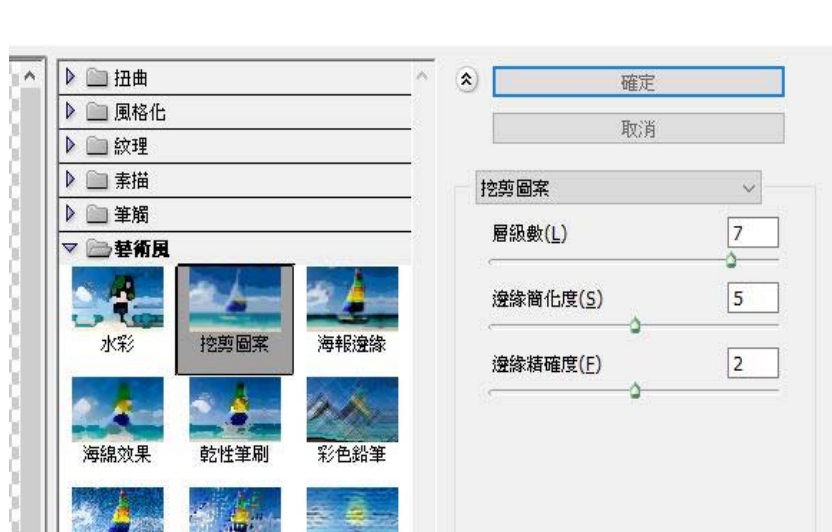 扭曲
風格化
紋理
素描
筆觸
藝術風
水彩
挖剪圖案
海報邊緣
海綿效果
乾性筆刷
彩色鉛筆
確定
取消
挖剪圖案
層級數(L)
7
邊緣簡化度(S)
5
邊緣精確度(F)
2